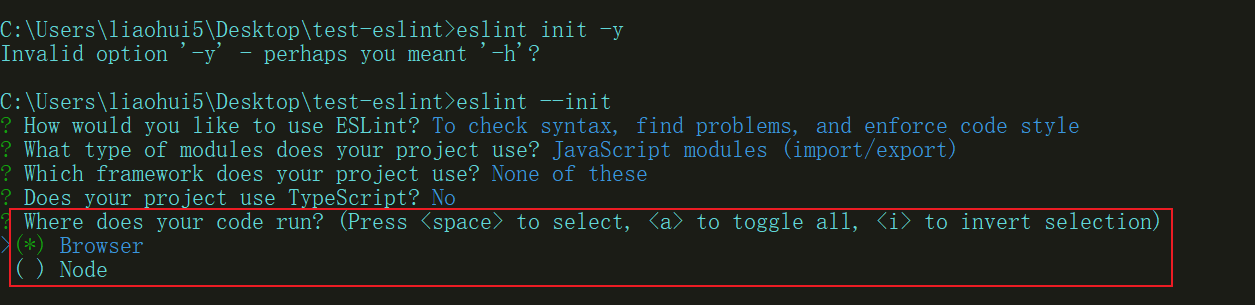 C:\Users\liaohui5\Desktop\test-eslint>eslint init -y
Invalid option '-y' - perhaps you meant '-h'?
C:\Users\liaohui5\Desktop\test-eslint>eslint --init
? How would you like to use ESLint? To check syntax, find problems, and enforce code style
? What type of modules does your project use? JavaScript modules (import/export)
? Which framework does your project use? None of these
? Does your project use TypeScript? No
? Where does your code run? (Press <space> to select, <a> to toggle all, <i> to invert selection)
>(*) Browser
( ) Node